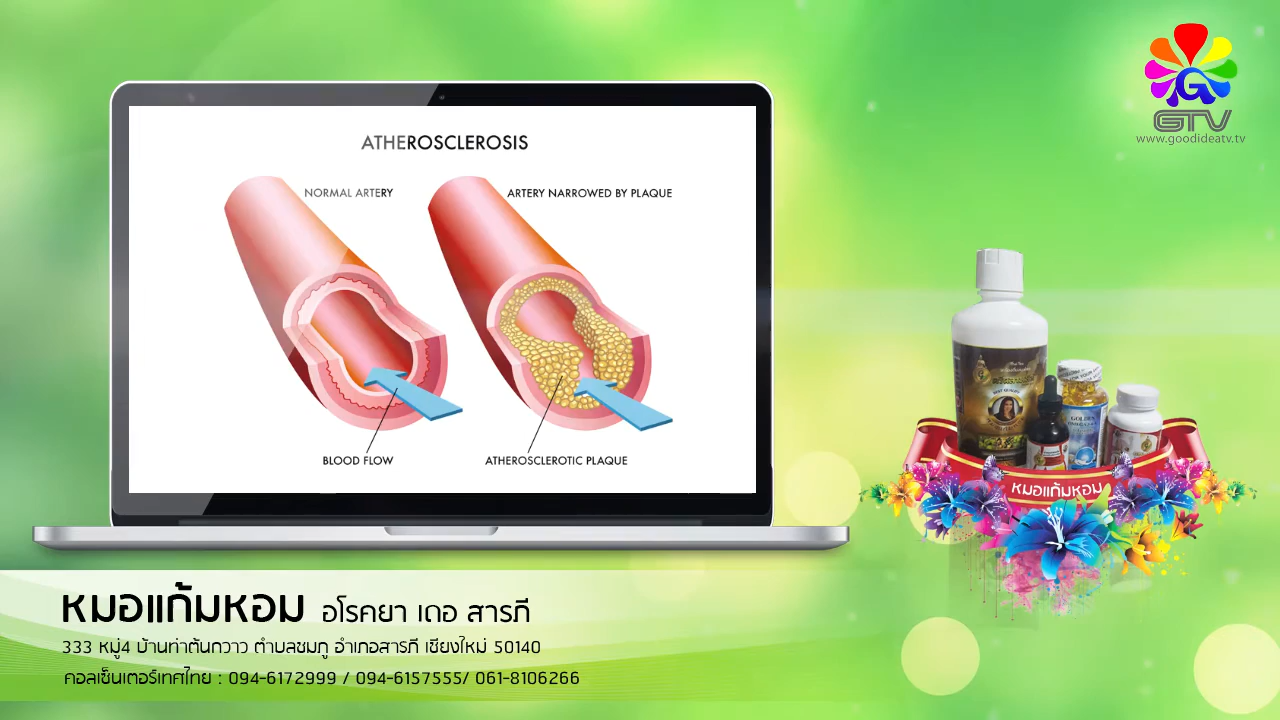 GTV
www.goodideatv.tv
ATHEROSCLEROSIS
NORMAL ARTERY
ARTERY NARROWED BY PLAQUE
BLOOD FLOW
ATHEROSCLEROTIC PLAQUE
หมอแก้มหอม
หมอแก้มหอม อโรคยา เดอ สารภี
333 หมู่4 บ้านท่าต้นกวาว ตำบลชมภู อำเภอสารภี เชียงใหม่ 50140
คอลเซ็นเตอร์เทศไทย : 094-6172999 / 094-6157555/ 061-8106266